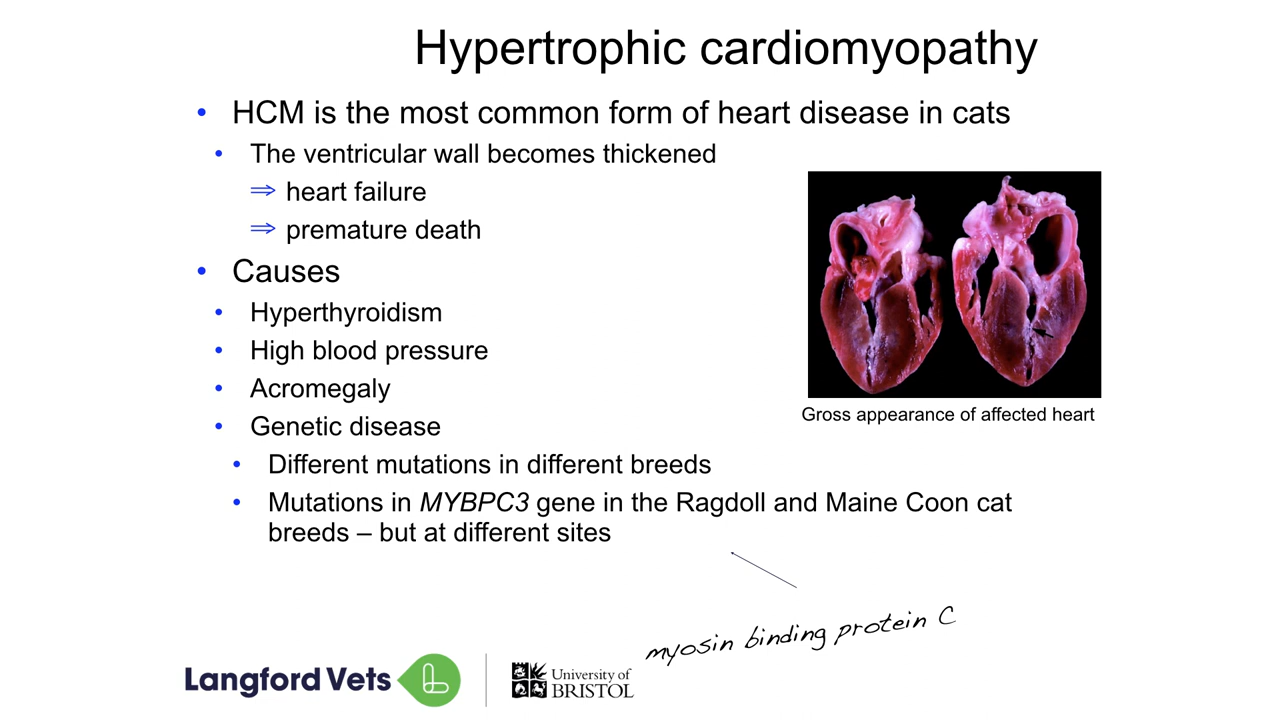 Hypertrophic cardiomyopathy
• HCM is the most common form of heart disease in cats
• The ventricular wall becomes thickened
⇒ heart failure
⇒ premature death
• Causes
• Hyperthyroidism
• High blood pressure
• Acromegaly
• Genetic disease
• Different mutations in different breeds
• Mutations in MYBPC3 gene in the Ragdoll and Maine Coon cat
breeds – but at different sites
Gross appearance of affected heart
myosin binding protein C
Langford Vets
University of
BRISTOL